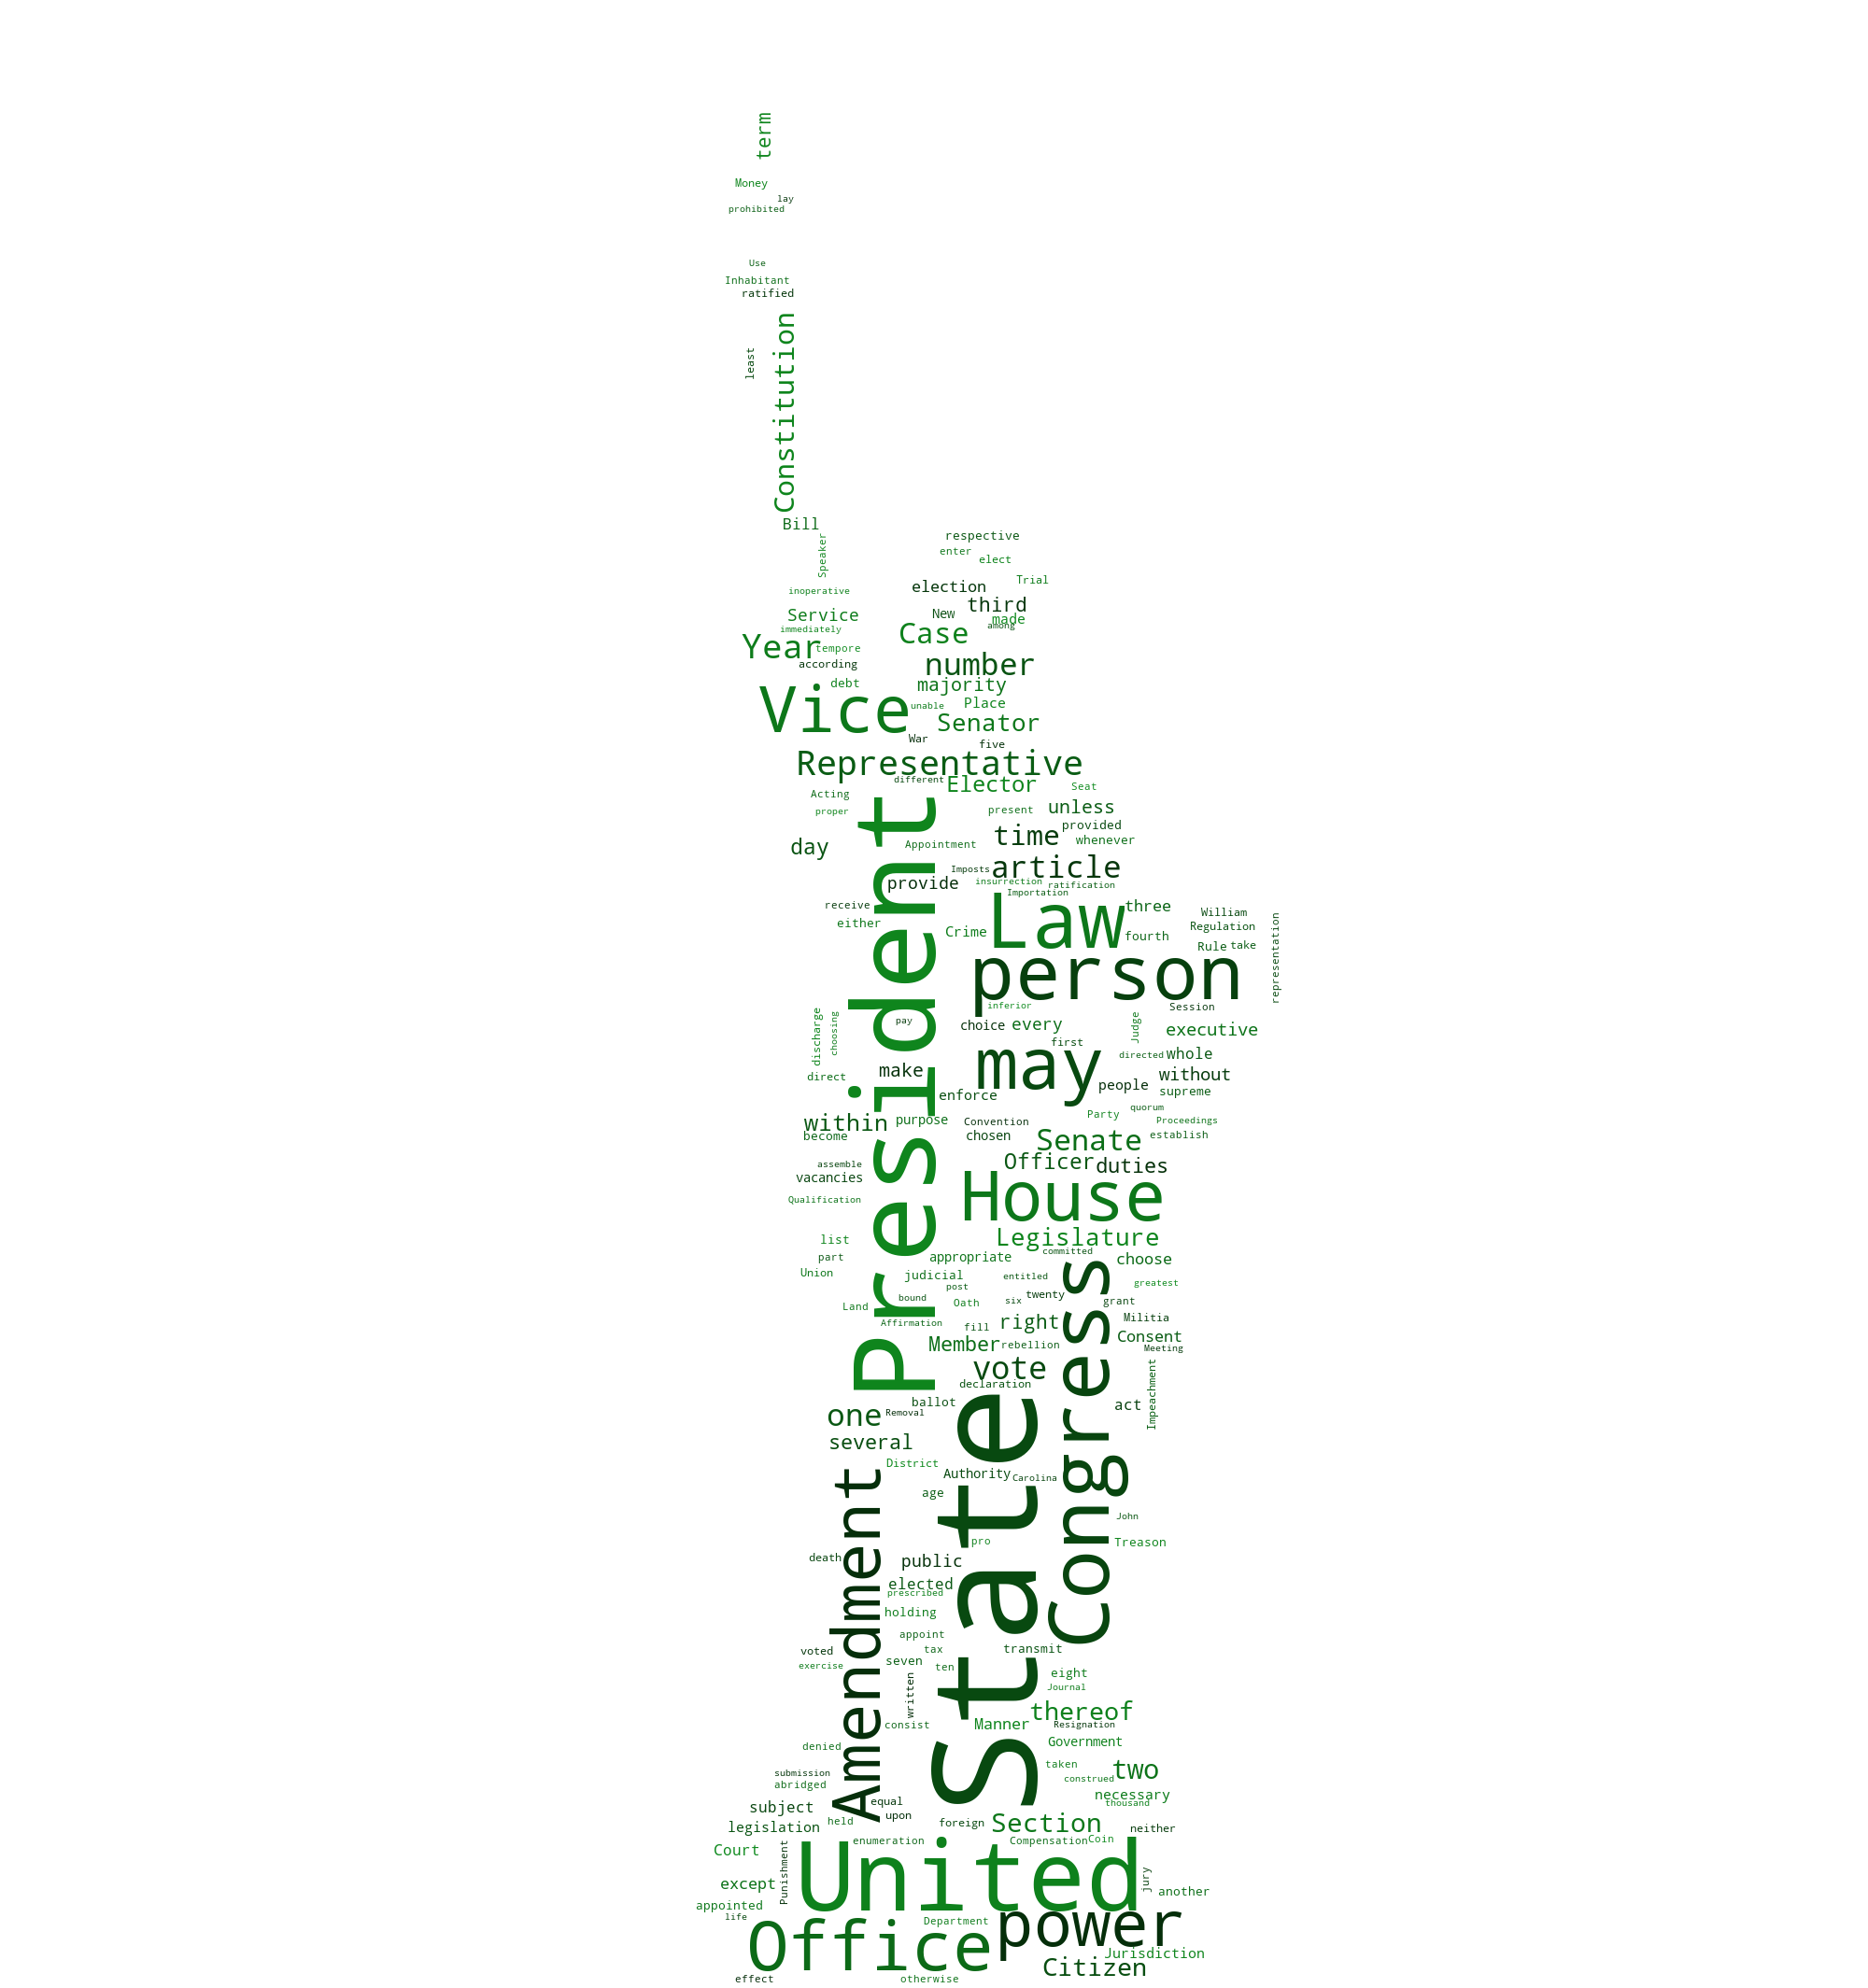 term
Money
lay
prohibited
Use
Inhabitant
ratified
Constitution
least
Bill
respective
Speaker
enter
elect
Trial
inoperative
election
third
Service
New
made
immediately
among
Year
tempore
Case
according
number
debt
majority
Vice
unable
Place
Senator
War
five
Representative
different
Elector
Seat
Acting
proper
present
unless
President
time
provided
day
Appointment
whenever
Imposts
article
provide
insurrection
ratification
Importation
receive
either
Law
three
William
Regulation
Crime
fourth
Rule
take
representation
person
inferior
Session
discharge
choosing
pay
choice
every
Judge
executive
first
may
directed
whole
direct
make
people
without
enforce
supreme
quorum
Party
within
purpose
Convention
Proceedings
become
chosen
Senate
establish
assemble
Officer
duties
vacancies
Qualification
House
list
Legislature
part
appropriate
committed
choose
Union
judicial
entitled
greatest
post
Land
bound
Oath
six
twenty
grant
Affirmation
fill
right
Militia
Member
rebellion
Consent
Meeting
vote
declaration
Congress
ballot
act
Impeachment
one
Removal
several
State
District
Authority
Carolina
age
Amendment
John
pro
Treason
death
public
elected
prescribed
holding
appoint
voted
tax
transmit
exercise
seven
ten
eight
written
Journal
thereof
consist
Manner
Resignation
denied
Government
submission
taken
two
abridged
construed
necessary
subject
equal
thousand
upon
legislation
held
foreign
Section
neither
Court
enumeration
Compensation
Coin
Punishment
United
jury
except
another
appointed
life
Department
power
Office
Jurisdiction
Citizen
effect
otherwise